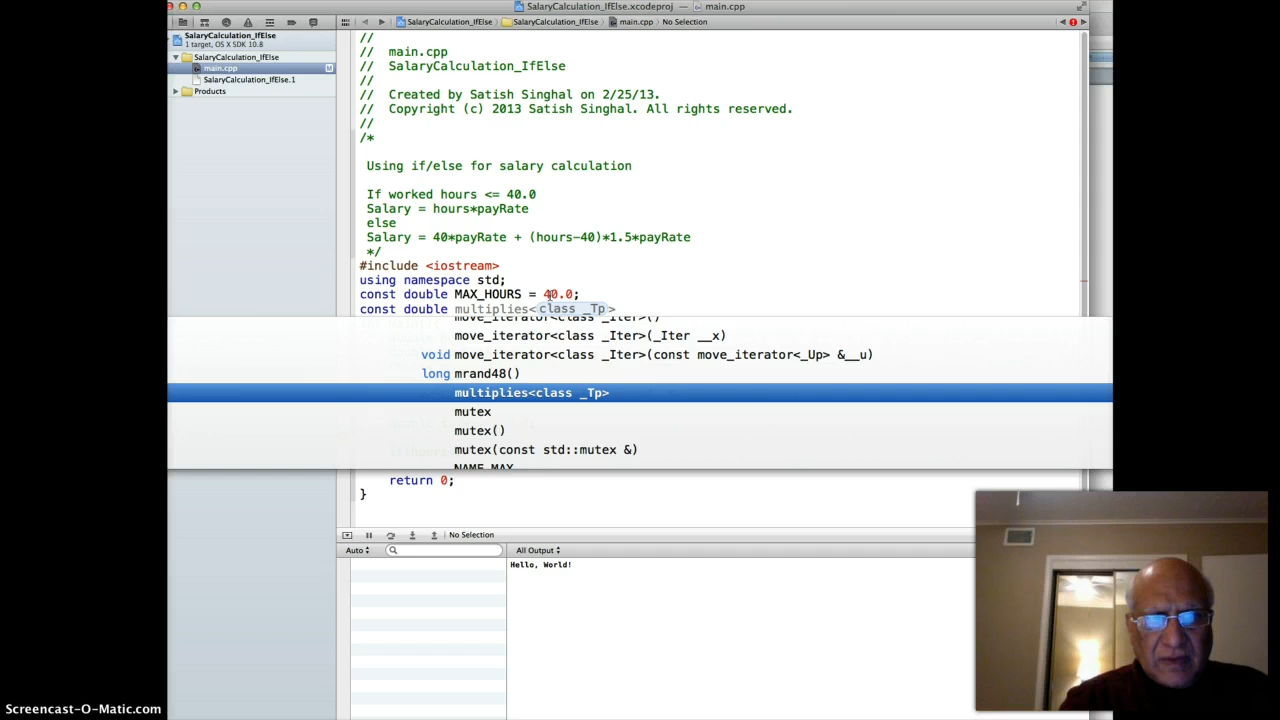 SalaryCalculation_IfElse.xcodeproj — main.cpp
SalaryCalculation_IfElse SalaryCalculation_IfElse main.cpp No Selection
SalaryCalculation_IfElse
1 target, OS X SDK 10.8
SalaryCalculation_IfElse
main.cpp M
SalaryCalculation_IfElse.1
Products
//
// main.cpp
// SalaryCalculation_IfElse
//
// Created by Satish Singhal on 2/25/13.
// Copyright (c) 2013 Satish Singhal. All rights reserved.
//
/*
Using if/else for salary calculation
If worked hours <= 40.0
Salary = hours*payRate
else
Salary = 40*payRate + (hours-40)*1.5*payRate
*/
#include <iostream>
using namespace std;
const double MAX_HOURS = 40.0;
const double multiplies<class _Tp>
move_iterator<class _Iter>()
move_iterator<class _Iter>(_Iter __x)
void move_iterator<class _Iter>(const move_iterator<_Up> &__u)
long mrand48()
multiplies<class _Tp>
mutex
mutex()
mutex(const std::mutex &)
NAME_MAX
return 0;
}
No Selection
Auto
All Output
Hello, World!
Screencast-O-Matic.com